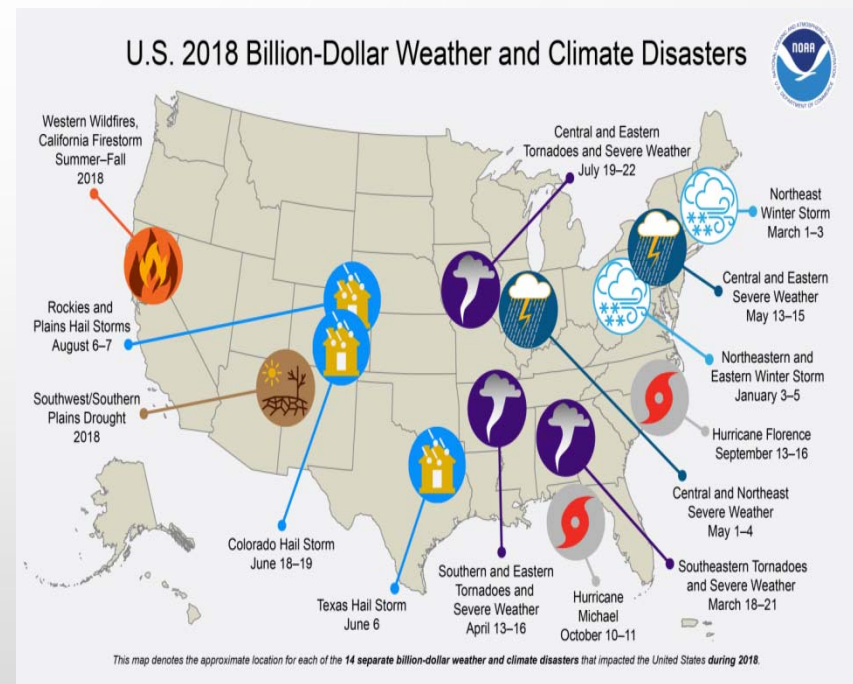 U.S. 2018 Billion-Dollar Weather and Climate Disasters
NOAA
Western Wildfires,
California Firestorm
Summer–Fall
2018
Central and Eastern
Tornadoes and Severe Weather
July 19–22
Northeast
Winter Storm
March 1–3
Central and Eastern
Severe Weather
May 13–15
Rockies and
Plains Hail Storms
August 6–7
Northeastern and
Eastern Winter Storm
January 3–5
Southwest/Southern
Plains Drought
2018
Hurricane Florence
September 13–16
Central and Northeast
Severe Weather
May 1–4
Colorado Hail Storm
June 18–19
Texas Hail Storm
June 6
Southern and Eastern
Tornadoes and
Severe Weather
April 13–16
Hurricane
Michael
October 10–11
Southeastern Tornadoes
and Severe Weather
March 18–21
This map denotes the approximate location for each of the 14 separate billion-dollar weather and climate disasters that impacted the United States during 2018.